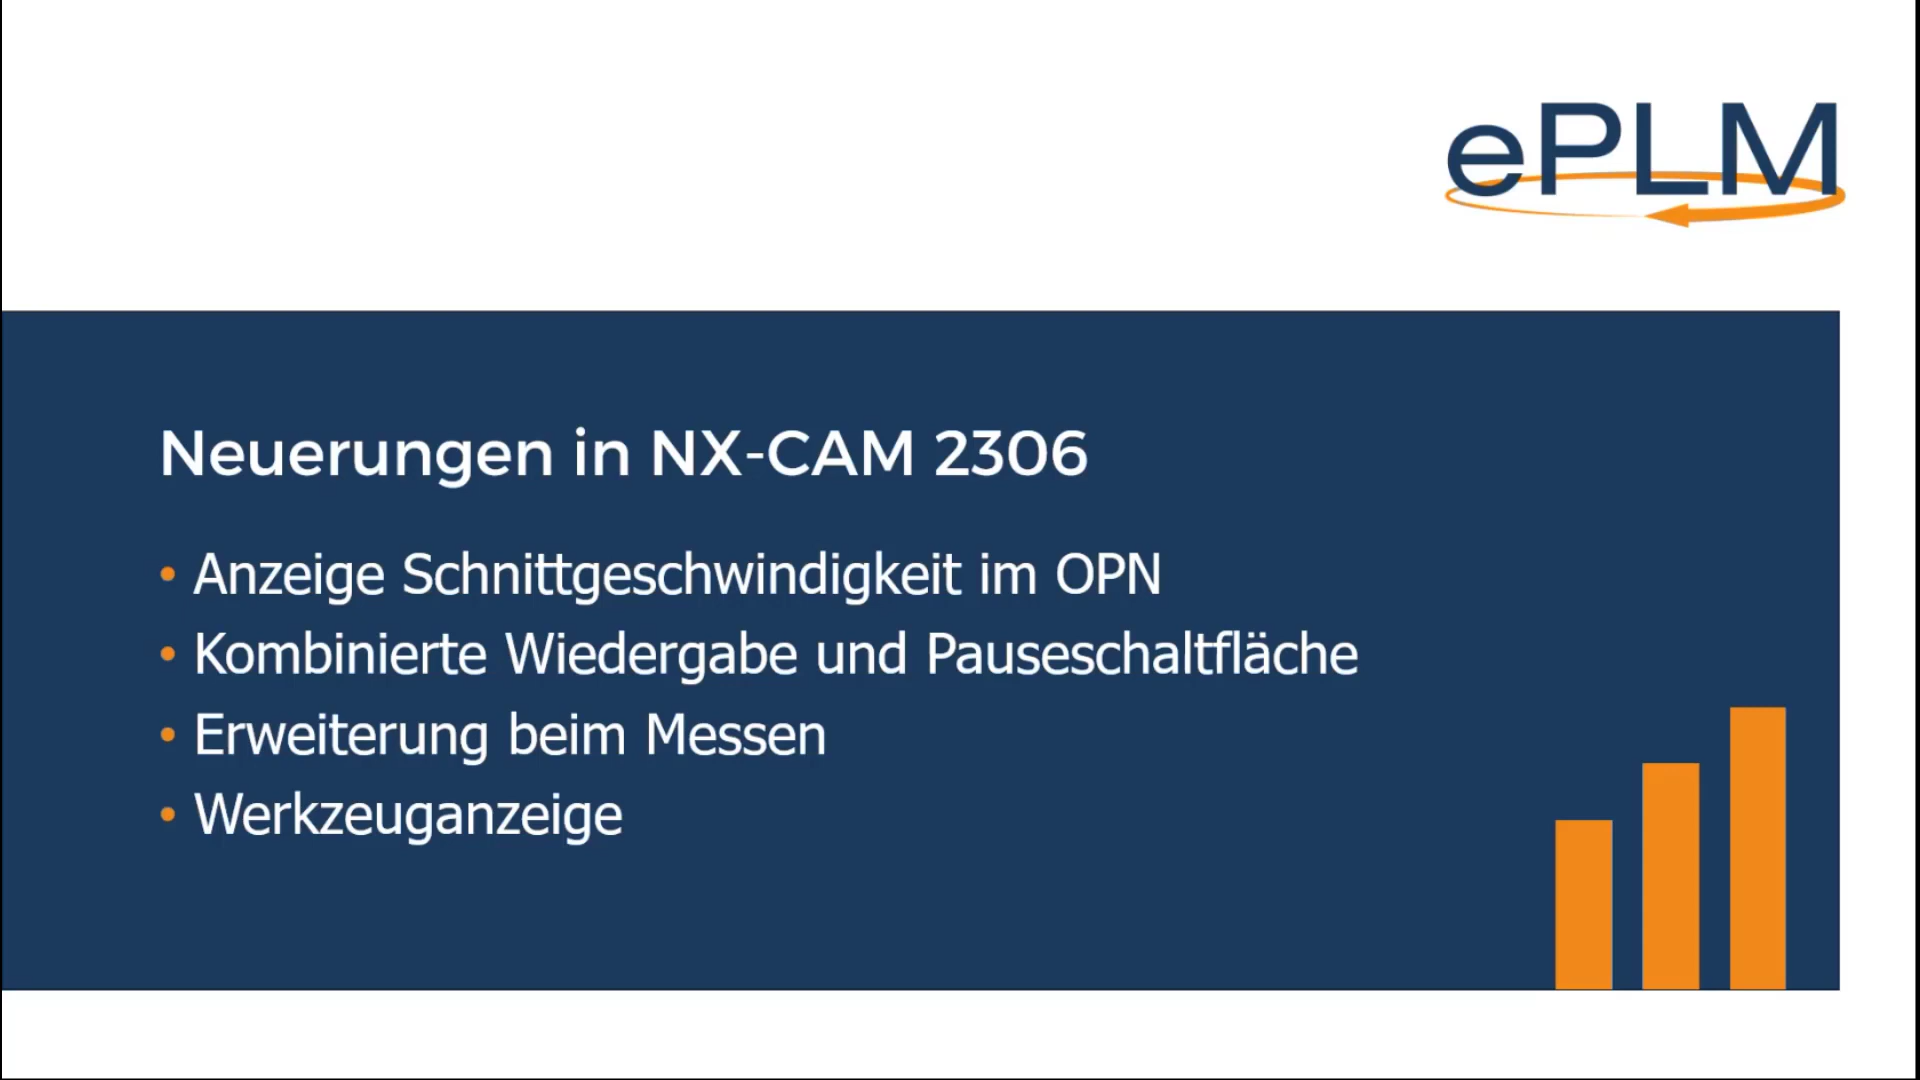 ePLM
Neuerungen in NX-CAM 2306
• Anzeige Schnittgeschwindigkeit im OPN
• Kombinierte Wiedergabe und Pauseschaltfläche
• Erweiterung beim Messen
• Werkzeuganzeige